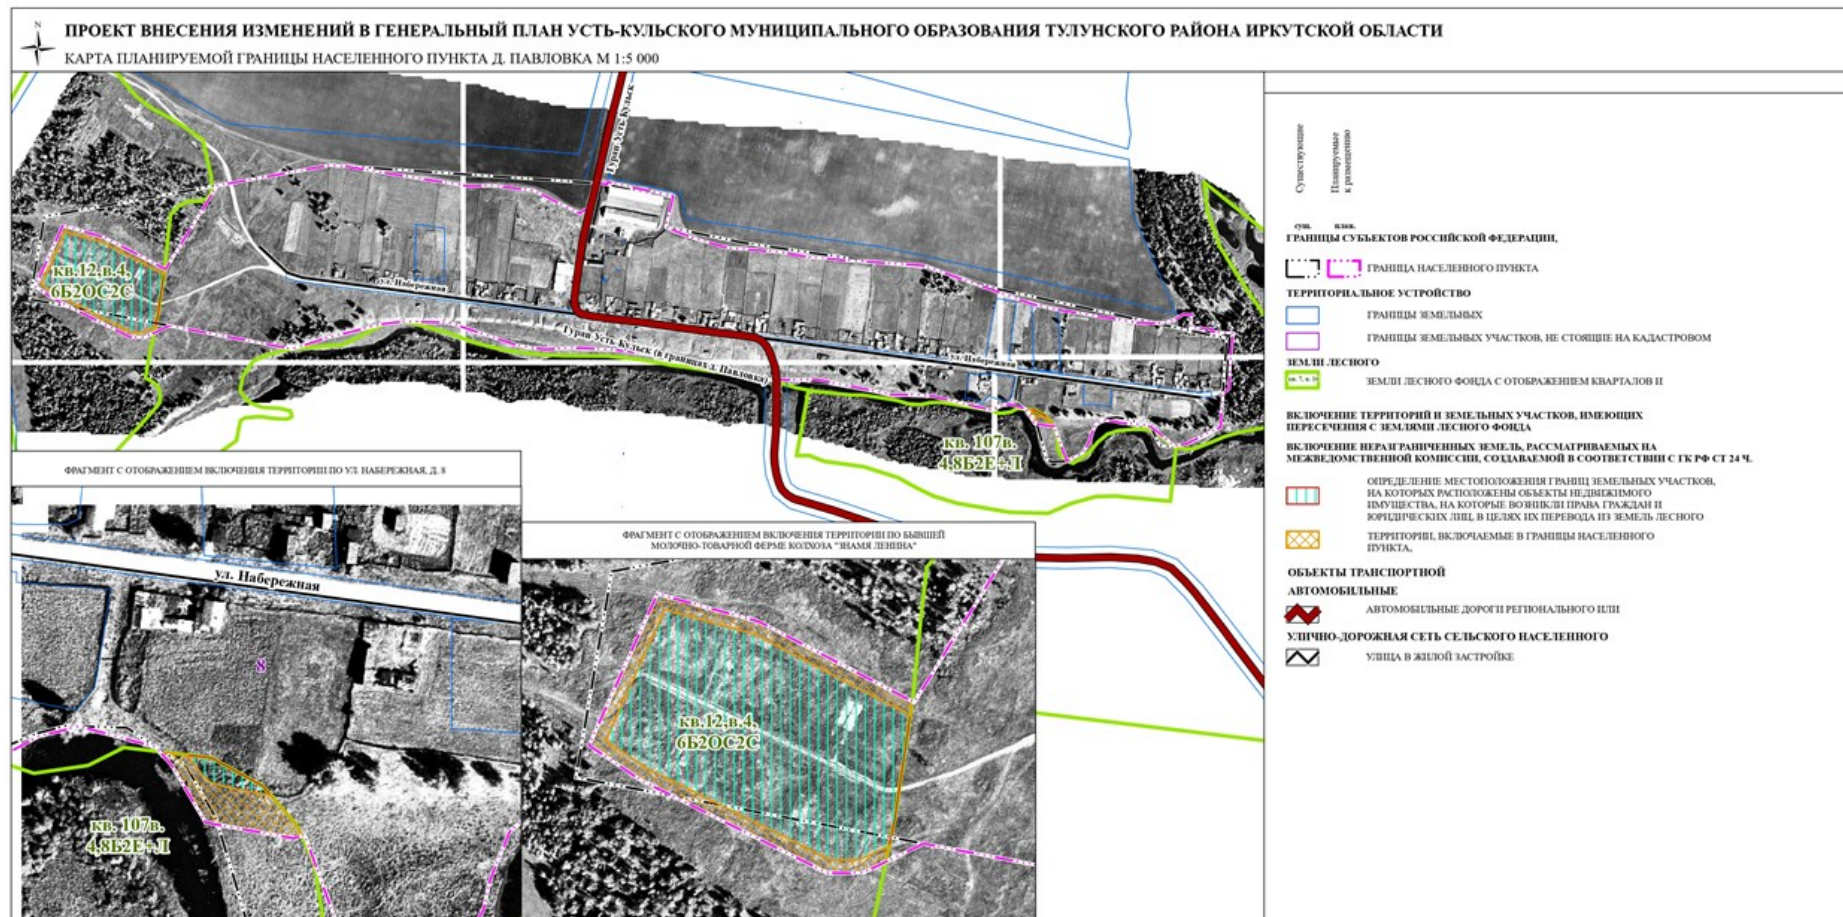 N
ПРОЕКТ ВНЕСЕНИЯ ИЗМЕНЕНИЙ В ГЕНЕРАЛЬНЫЙ ПЛАН УСТЬ-КУЛЬСКОГО МУНИЦИПАЛЬНОГО ОБРАЗОВАНИЯ ТУЛУНСКОГО РАЙОНА ИРКУТСКОЙ ОБЛАСТИ
КАРТА ПЛАНИРУЕМОЙ ГРАНИЦЫ НАСЕЛЕННОГО ПУНКТА Д. ПАВЛОВКА М 1:5 000
Гуран-Усть-Кульск
кв.12,в.4,
6Б2ОС2С
ул. Набережная
Гуран-Усть-Кульск (в границах д. Павловка)
ул. Набережная
кв. 107в.
4,8Б2Е+Л
ФРАГМЕНТ С ОТОБРАЖЕНИЕМ ВКЛЮЧЕНИЯ ТЕРРИТОРИИ ПО УЛ. НАБЕРЕЖНАЯ, Д. 8
ул. Набережная
8
кв. 107в.
4,8Б2Е+Л
ФРАГМЕНТ С ОТОБРАЖЕНИЕМ ВКЛЮЧЕНИЯ ТЕРРИТОРИИ ПО БЫВШЕЙ
МОЛОЧНО-ТОВАРНОЙ ФЕРМЕ КОЛХОЗА "ЗНАМЯ ЛЕНИНА"
кв.12,в.4,
6Б2ОС2С
Существующие
Планируемые
к размещению
сущ. план.
ГРАНИЦЫ СУБЪЕКТОВ РОССИЙСКОЙ ФЕДЕРАЦИИ,
ГРАНИЦА НАСЕЛЕННОГО ПУНКТА
ТЕРРИТОРИАЛЬНОЕ УСТРОЙСТВО
ГРАНИЦЫ ЗЕМЕЛЬНЫХ
ГРАНИЦЫ ЗЕМЕЛЬНЫХ УЧАСТКОВ, НЕ СТОЯЩИЕ НА КАДАСТРОВОМ
ЗЕМЛИ ЛЕСНОГО
ЗЕМЛИ ЛЕСНОГО ФОНДА С ОТОБРАЖЕНИЕМ КВАРТАЛОВ И
ВКЛЮЧЕНИЕ ТЕРРИТОРИЙ И ЗЕМЕЛЬНЫХ УЧАСТКОВ, ИМЕЮЩИХ
ПЕРЕСЕЧЕНИЯ С ЗЕМЛЯМИ ЛЕСНОГО ФОНДА
ВКЛЮЧЕНИЕ НЕРАЗГРАНИЧЕННЫХ ЗЕМЕЛЬ, РАССМАТРИВАЕМЫХ НА
МЕЖВЕДОМСТВЕННОЙ КОМИССИИ, СОЗДАВАЕМОЙ В СООТВЕТСТВИИ С ГК РФ СТ 24 Ч.
ОПРЕДЕЛЕНИЕ МЕСТОПОЛОЖЕНИЯ ГРАНИЦ ЗЕМЕЛЬНЫХ УЧАСТКОВ,
НА КОТОРЫХ РАСПОЛОЖЕНЫ ОБЪЕКТЫ НЕДВИЖИМОГО
ИМУЩЕСТВА, НА КОТОРЫЕ ВОЗНИКЛИ ПРАВА ГРАЖДАН И
ЮРИДИЧЕСКИХ ЛИЦ, В ЦЕЛЯХ ИХ ПЕРЕВОДА ИЗ ЗЕМЕЛЬ ЛЕСНОГО
ТЕРРИТОРИИ, ВКЛЮЧАЕМЫЕ В ГРАНИЦЫ НАСЕЛЕННОГО
ПУНКТА,
ОБЪЕКТЫ ТРАНСПОРТНОЙ
АВТОМОБИЛЬНЫЕ
АВТОМОБИЛЬНЫЕ ДОРОГИ РЕГИОНАЛЬНОГО ИЛИ
УЛИЧНО-ДОРОЖНАЯ СЕТЬ СЕЛЬСКОГО НАСЕЛЕННОГО
УЛИЦА В ЖИЛОЙ ЗАСТРОЙКЕ